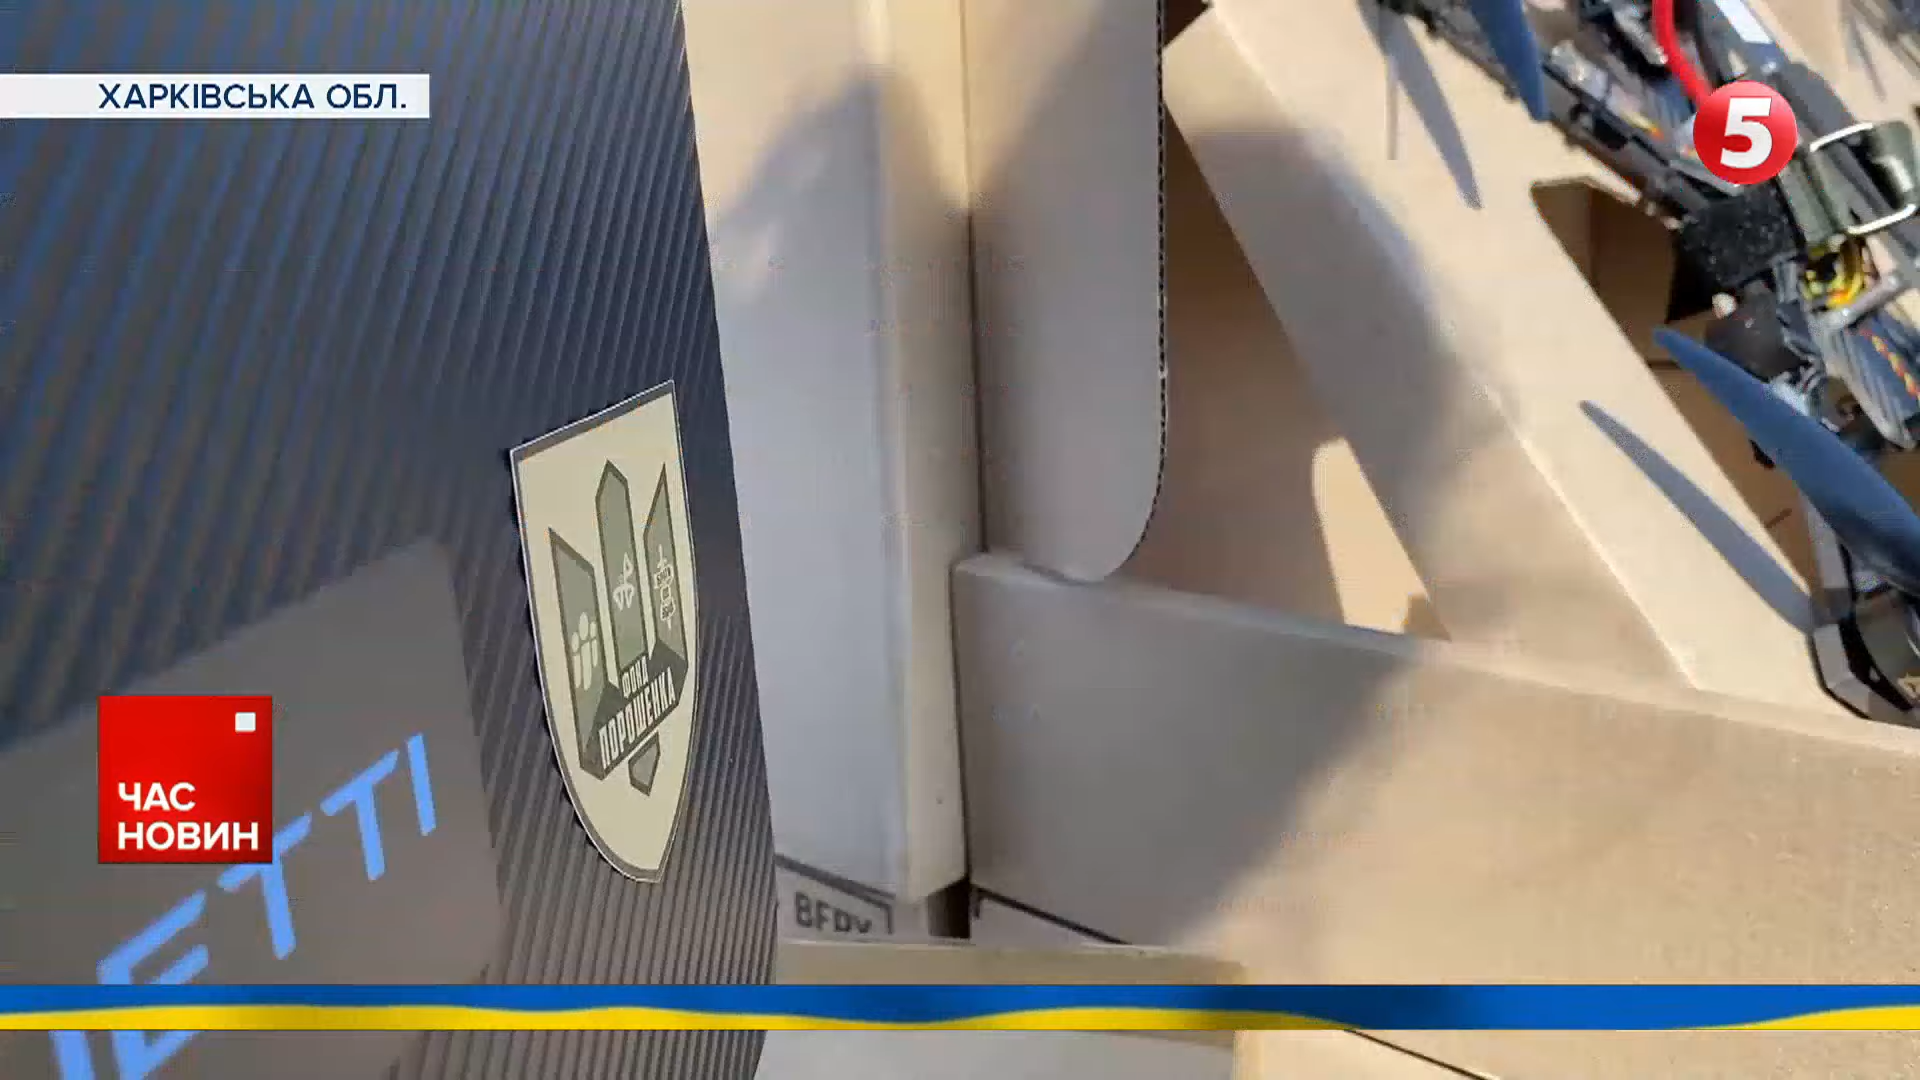 ХАРКІВСЬКА ОБЛ.
5
ФОНД
ПОРОШЕНКА
ЧАС
НОВИН
ETTI